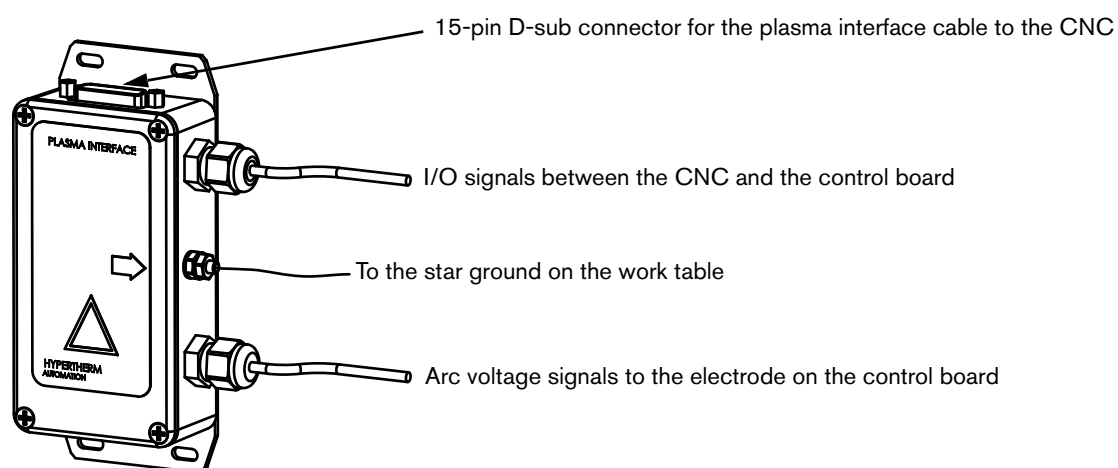 15-pin D-sub connector for the plasma interface cable to the CNC
PLASMA INTERFACE
I/O signals between the CNC and the control board
To the star ground on the work table
HYPERTHERM
AUTOMATION
Arc voltage signals to the electrode on the control board